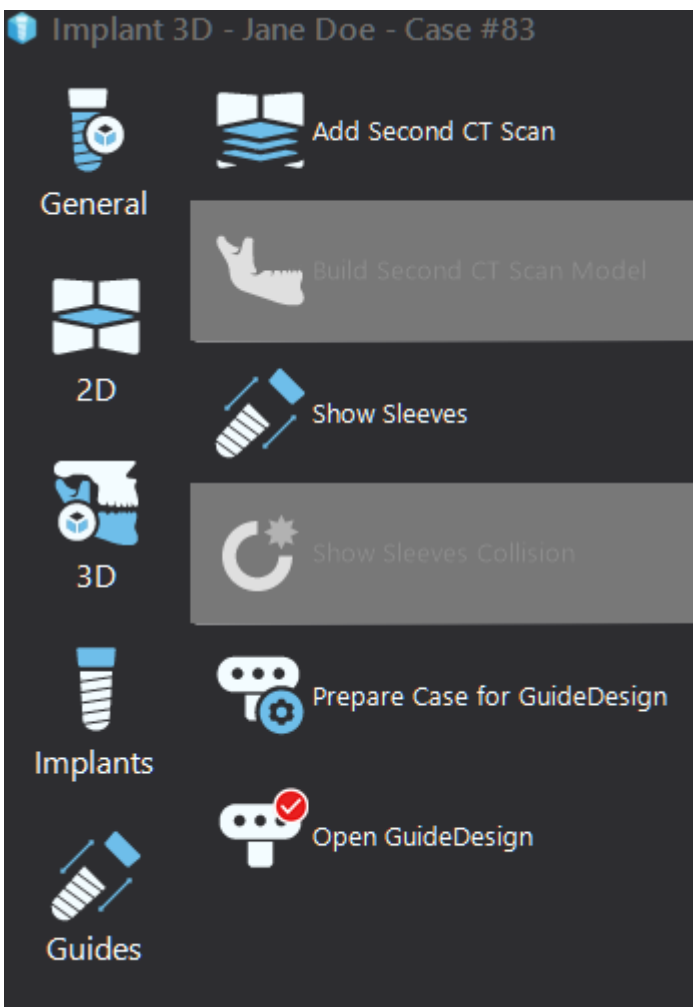 Implant 3D - Jane Doe - Case #83
General
2D
3D
Implants
Guides
Add Second CT Scan
Build Second CT Scan Model
Show Sleeves
Show Sleeves Collision
Prepare Case for GuideDesign
Open GuideDesign